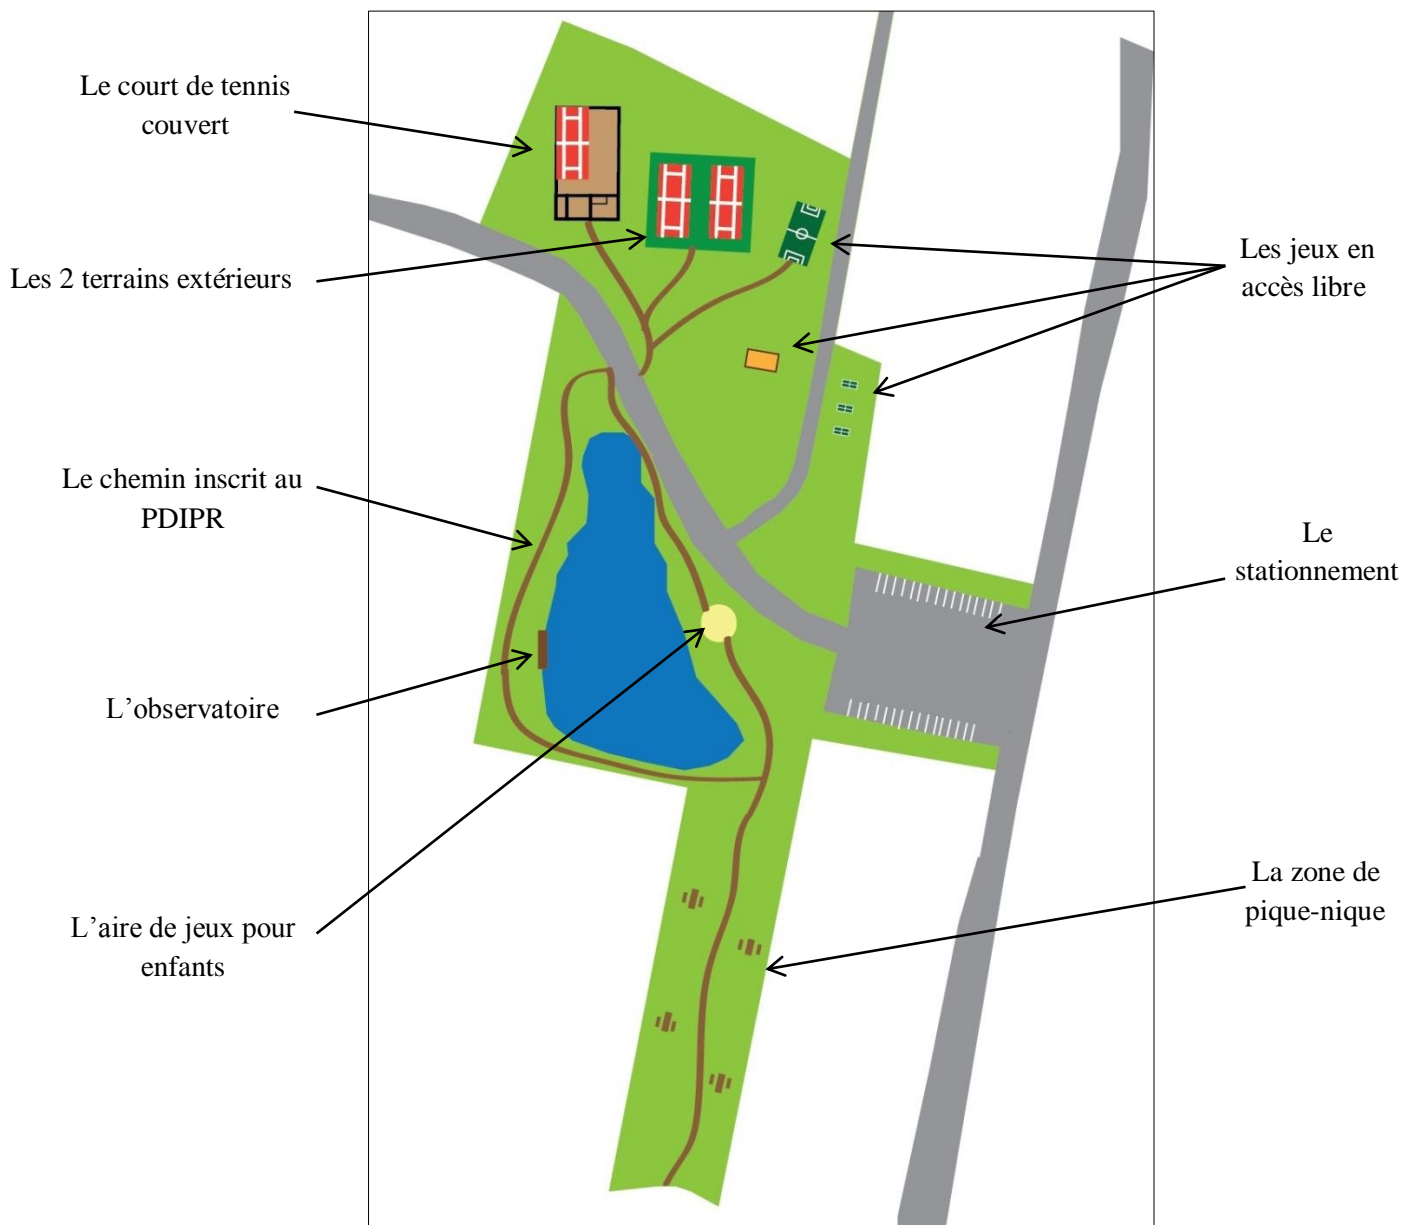 Le court de tennis
couvert
Les 2 terrains extérieurs
Le chemin inscrit au
PDIPR
L’observatoire
L’aire de jeux pour
enfants
Les jeux en
accès libre
Le
stationnement
La zone de
pique-nique